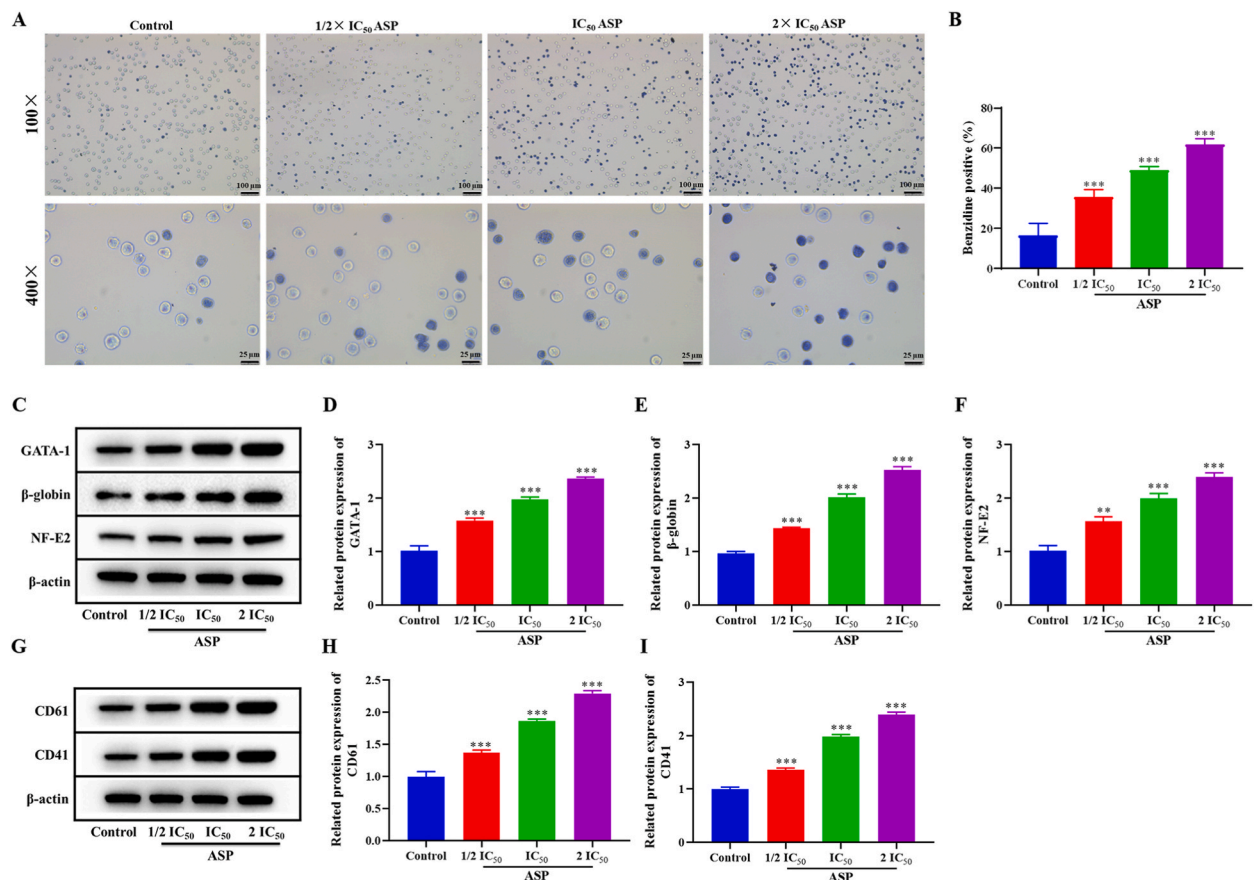 A
Control
1/2× IC50 ASP
IC50 ASP
2× IC50 ASP
100×
100 μm
100 μm
100 μm
100 μm
400×
25 μm
25 μm
25 μm
25 μm
B
Benzidine positive (%)
80
60
40
20
0
***
***
***
Control
1/2 IC50
IC50
2 IC50
ASP
C
GATA-1
β-globin
NF-E2
β-actin
Control
1/2 IC50
IC50
2 IC50
ASP
D
Related protein expression of
GATA-1
3
2
1
0
***
***
***
Control
1/2 IC50
IC50
2 IC50
ASP
E
Related protein expression of
β-globin
3
2
1
0
***
***
***
Control
1/2 IC50
IC50
2 IC50
ASP
F
Related protein expression of
NF-E2
3
2
1
0
**
***
***
Control
1/2 IC50
IC50
2 IC50
ASP
G
CD61
CD41
β-actin
Control
1/2 IC50
IC50
2 IC50
ASP
H
Related protein expression of
CD61
2.5
2.0
1.5
1.0
0.5
0.0
***
***
***
Control
1/2 IC50
IC50
2 IC50
ASP
I
Related protein expression of
CD41
3
2
1
0
***
***
***
Control
1/2 IC50
IC50
2 IC50
ASP